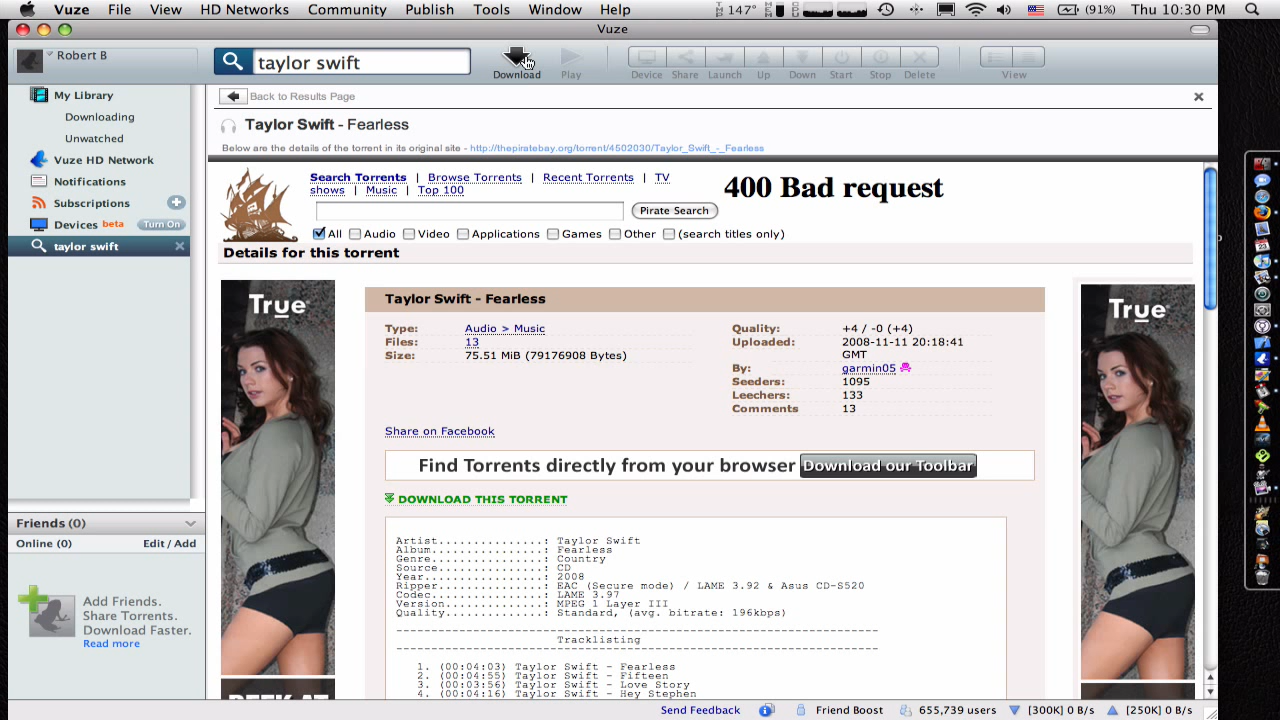 Vuze File View HD Networks Community Publish Tools Window Help 147° (91%) Thu 10:30 PM
Vuze
Robert B
taylor swift
Download Play Device Share Launch Up Down Start Stop Delete View
My Library
Downloading
Unwatched
Vuze HD Network
Notifications
Subscriptions
Devices beta Turn On
taylor swift
Back to Results Page
Taylor Swift - Fearless
Below are the details of the torrent in its original site - http://thepiratebay.org/torrent/4502030/Taylor_Swift_-_Fearless
Search Torrents | Browse Torrents | Recent Torrents | TV
shows | Music | Top 100
400 Bad request
Pirate Search
All Audio Video Applications Games Other (search titles only)
Details for this torrent
True
Taylor Swift - Fearless
Type: Audio > Music
Files: 13
Size: 75.51 MiB (79176908 Bytes)
Quality: +4 / -0 (+4)
Uploaded: 2008-11-11 20:18:41
GMT
By: garmin05
Seeders: 1095
Leechers: 133
Comments 13
Share on Facebook
Find Torrents directly from your browser Download our Toolbar
DOWNLOAD THIS TORRENT
Artist...............: Taylor Swift
Album................: Fearless
Genre................: Country
Source...............: CD
Year.................: 2008
Ripper...............: EAC (Secure mode) / LAME 3.92 & Asus CD-S520
Codec................: LAME 3.97
Version..............: MPEG 1 Layer III
Quality..............: Standard, (avg. bitrate: 196kbps)
Tracklisting
1. (00:04:03) Taylor Swift - Fearless
2. (00:04:55) Taylor Swift - Fifteen
3. (00:03:56) Taylor Swift - Love Story
4. (00:04:16) Taylor Swift - Hey Stephen
True
Friends (0)
Online (0) Edit / Add
Add Friends.
Share Torrents.
Download Faster.
Read more
Send Feedback Friend Boost 655,739 users [300K] 0 B/s [250K] 0 B/s